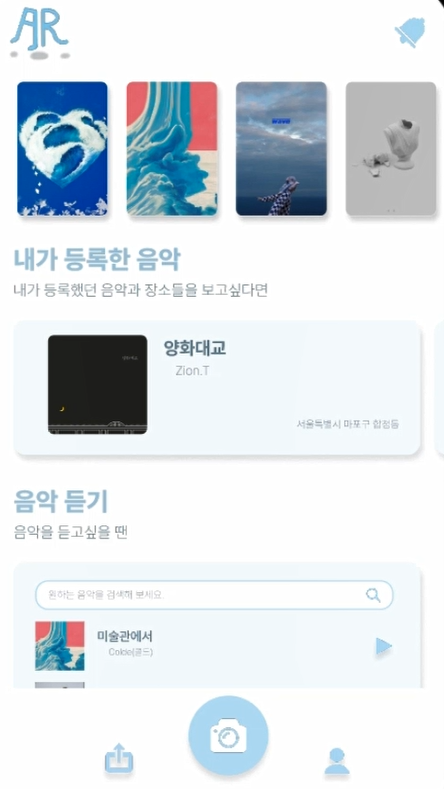 AJR
내가 등록한 음악
내가 등록했던 음악과 장소들을 보고싶다면
양화대교
Zion.T
서울특별시 마포구 합정동
음악 듣기
음악을 듣고싶을 땐
원하는 음악을 검색해 보세요.
미술관에서
Colde(콜드)